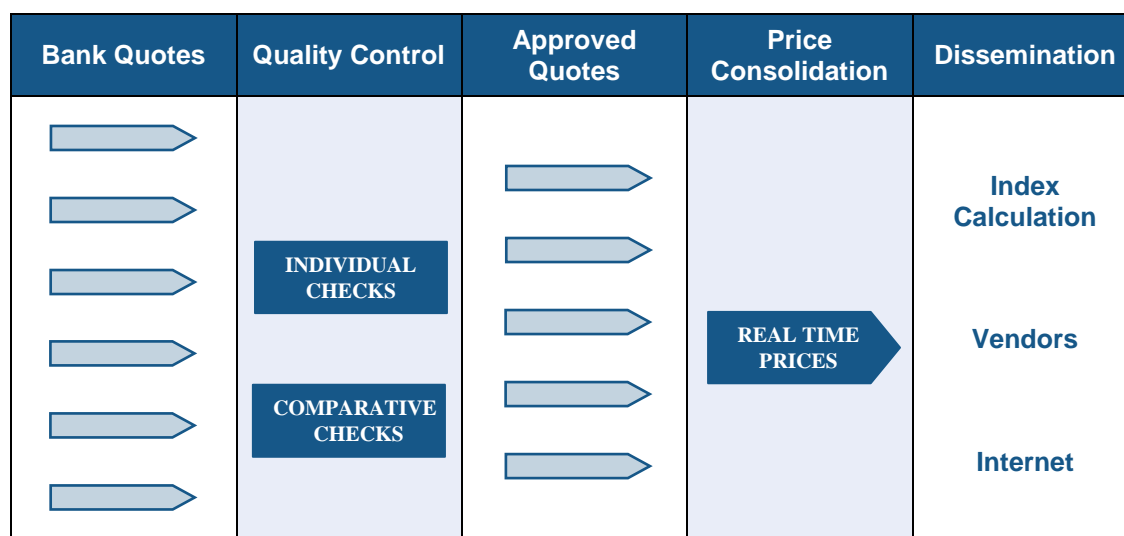 Bank Quotes
Quality Control
Approved
Quotes
Price
Consolidation
Dissemination
INDIVIDUAL
CHECKS
COMPARATIVE
CHECKS
REAL TIME
PRICES
Index
Calculation
Vendors
Internet